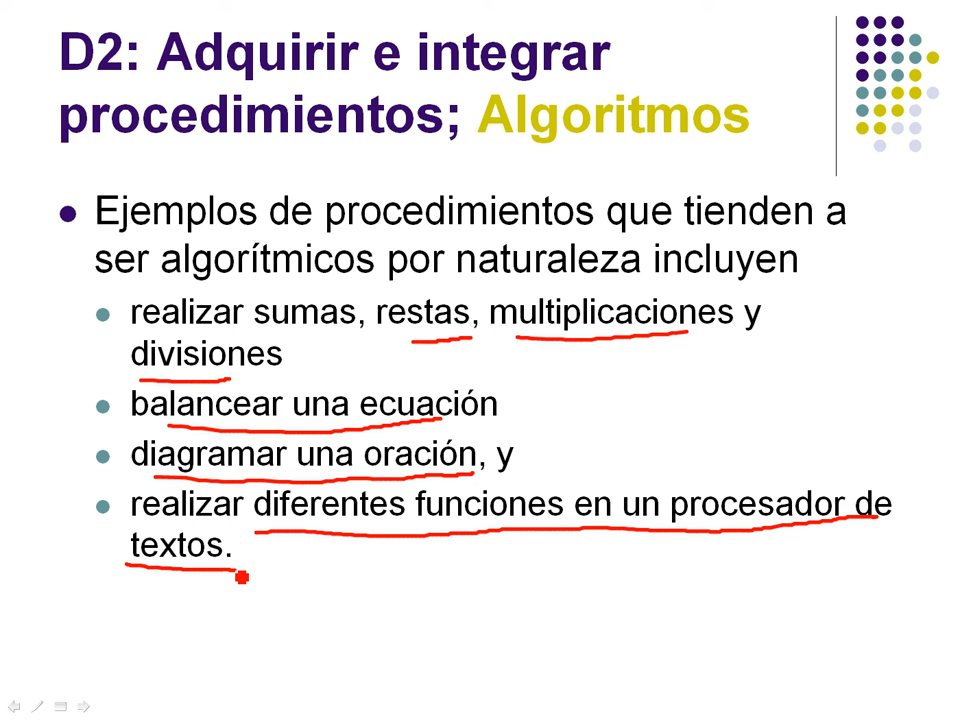 D2: Adquirir e integrar
procedimientos; Algoritmos
Ejemplos de procedimientos que tienden a
ser algorítmicos por naturaleza incluyen
realizar sumas, restas, multiplicaciones y
divisiones
balancear una ecuación
diagramar una oración, y
realizar diferentes funciones en un procesador de
textos.